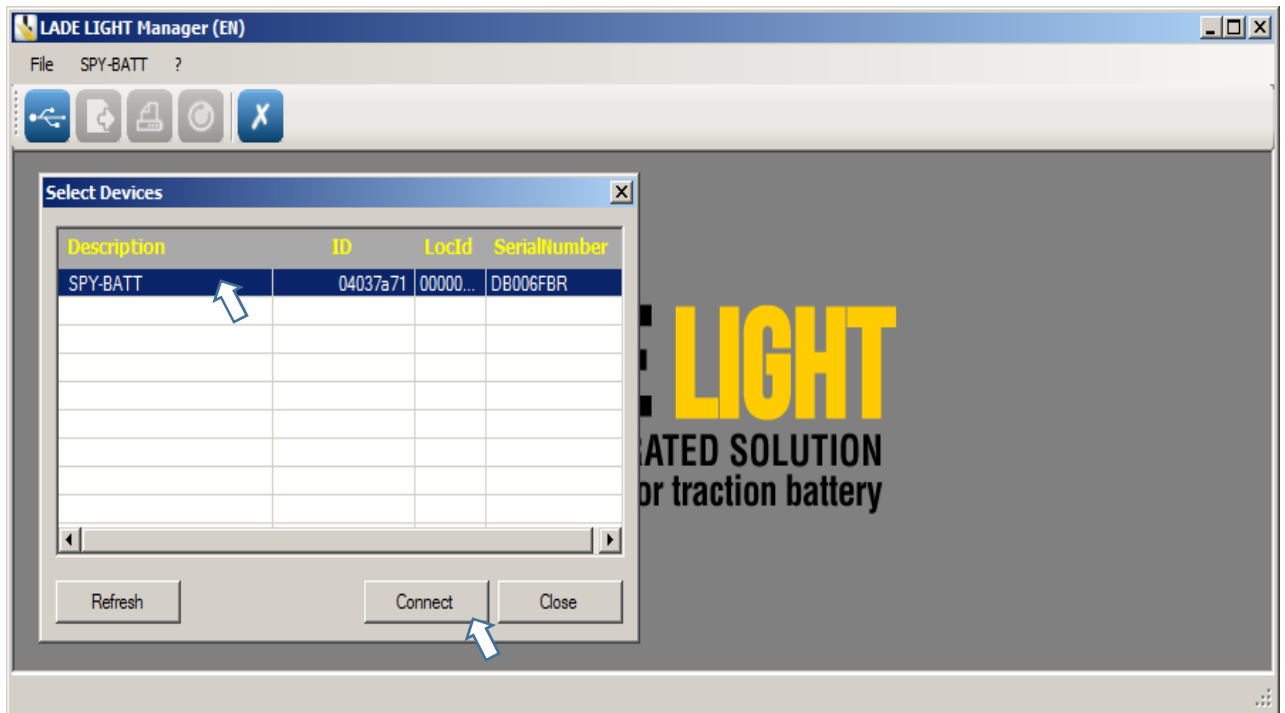 LADE LIGHT Manager (EN)
File SPY-BATT ?
X
Select Devices
Description ID LocId SerialNumber
SPY-BATT 04037a71 00000... DB006FBR
E LIGHT
ATED SOLUTION
or traction battery
Refresh Connect Close